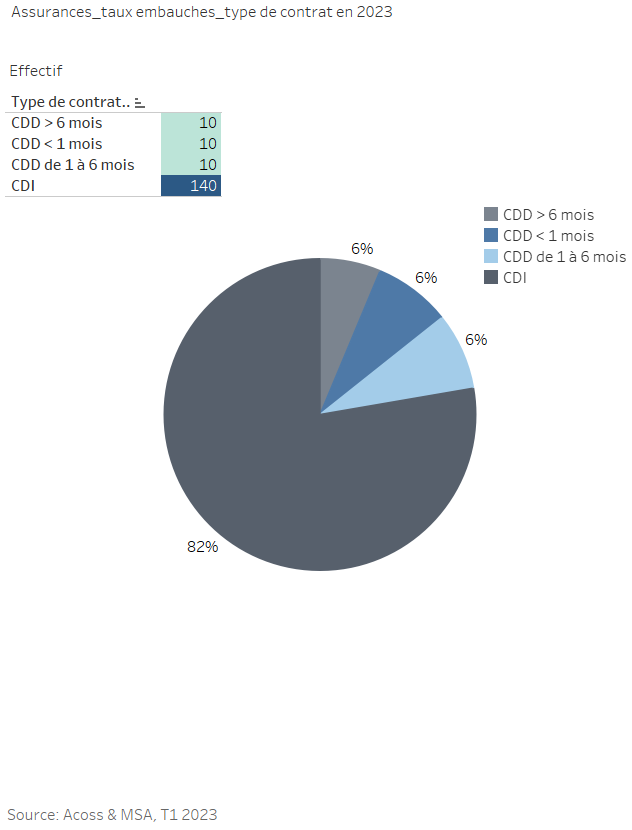 Assurances_taux embauches_type de contrat en 2023
Effectif
Type de contrat..
CDD > 6 mois 10
CDD < 1 mois 10
CDD de 1 à 6 mois 10
CDI 140
CDD > 6 mois
CDD < 1 mois
CDD de 1 à 6 mois
CDI
6%
6%
6%
82%
Source: Acoss & MSA, T1 2023